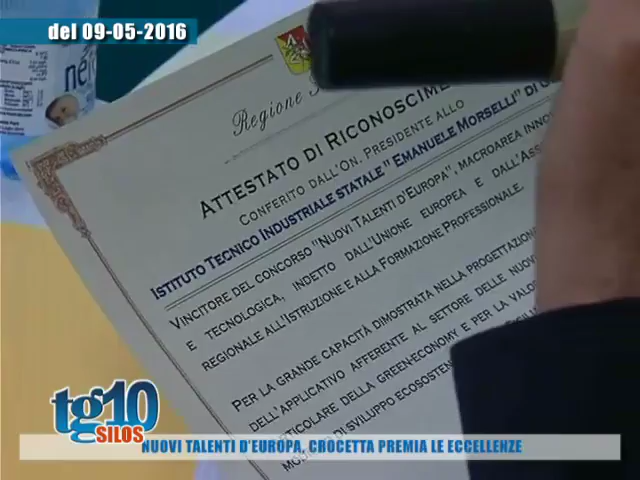 del 09-05-2016
Regione
ATTESTATO DI RICONOSCIME
CONFERITO DALL'ON. PRESIDENTE ALLO
ISTITUTO TECNICO INDUSTRIALE STATALE " EMANUELE MORSELLI" DI
VINCITORE DEL CONCORSO "NUOVI TALENTI D'EUROPA", MACROAREA INNO
E TECNOLOGICA, INDETTO DALL'UNIONE EUROPEA E DALL'ASS
REGIONALE ALL'ISTRUZIONE E ALLA FORMAZIONE PROFESSIONALE.
PER LA GRANDE CAPACITÀ DIMOSTRATA NELLA PROGETTAZIONE
DELL'APPLICATIVO AFFERENTE AL SETTORE DELLE NUOV
TICOLARE DELLA GREEN-ECONOMY E PER LA VALO
DI SVILUPPO ECOSOSTEN
tg10
SILOS
NUOVI TALENTI D'EUROPA, CROCETTA PREMIA LE ECCELLENZE